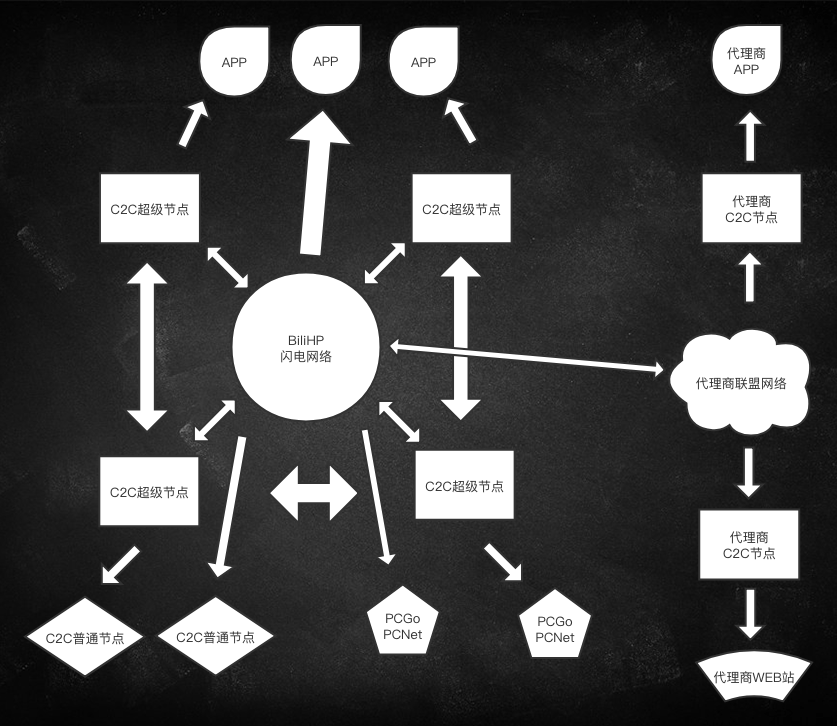 APP
APP
APP
代理商
APP
C2C超级节点
C2C超级节点
代理商
C2C节点
BiliHP
闪电网络
代理商联盟网络
C2C超级节点
C2C超级节点
代理商
C2C节点
C2C普通节点
C2C普通节点
PCGo
PCNet
PCGo
PCNet
代理商WEB站